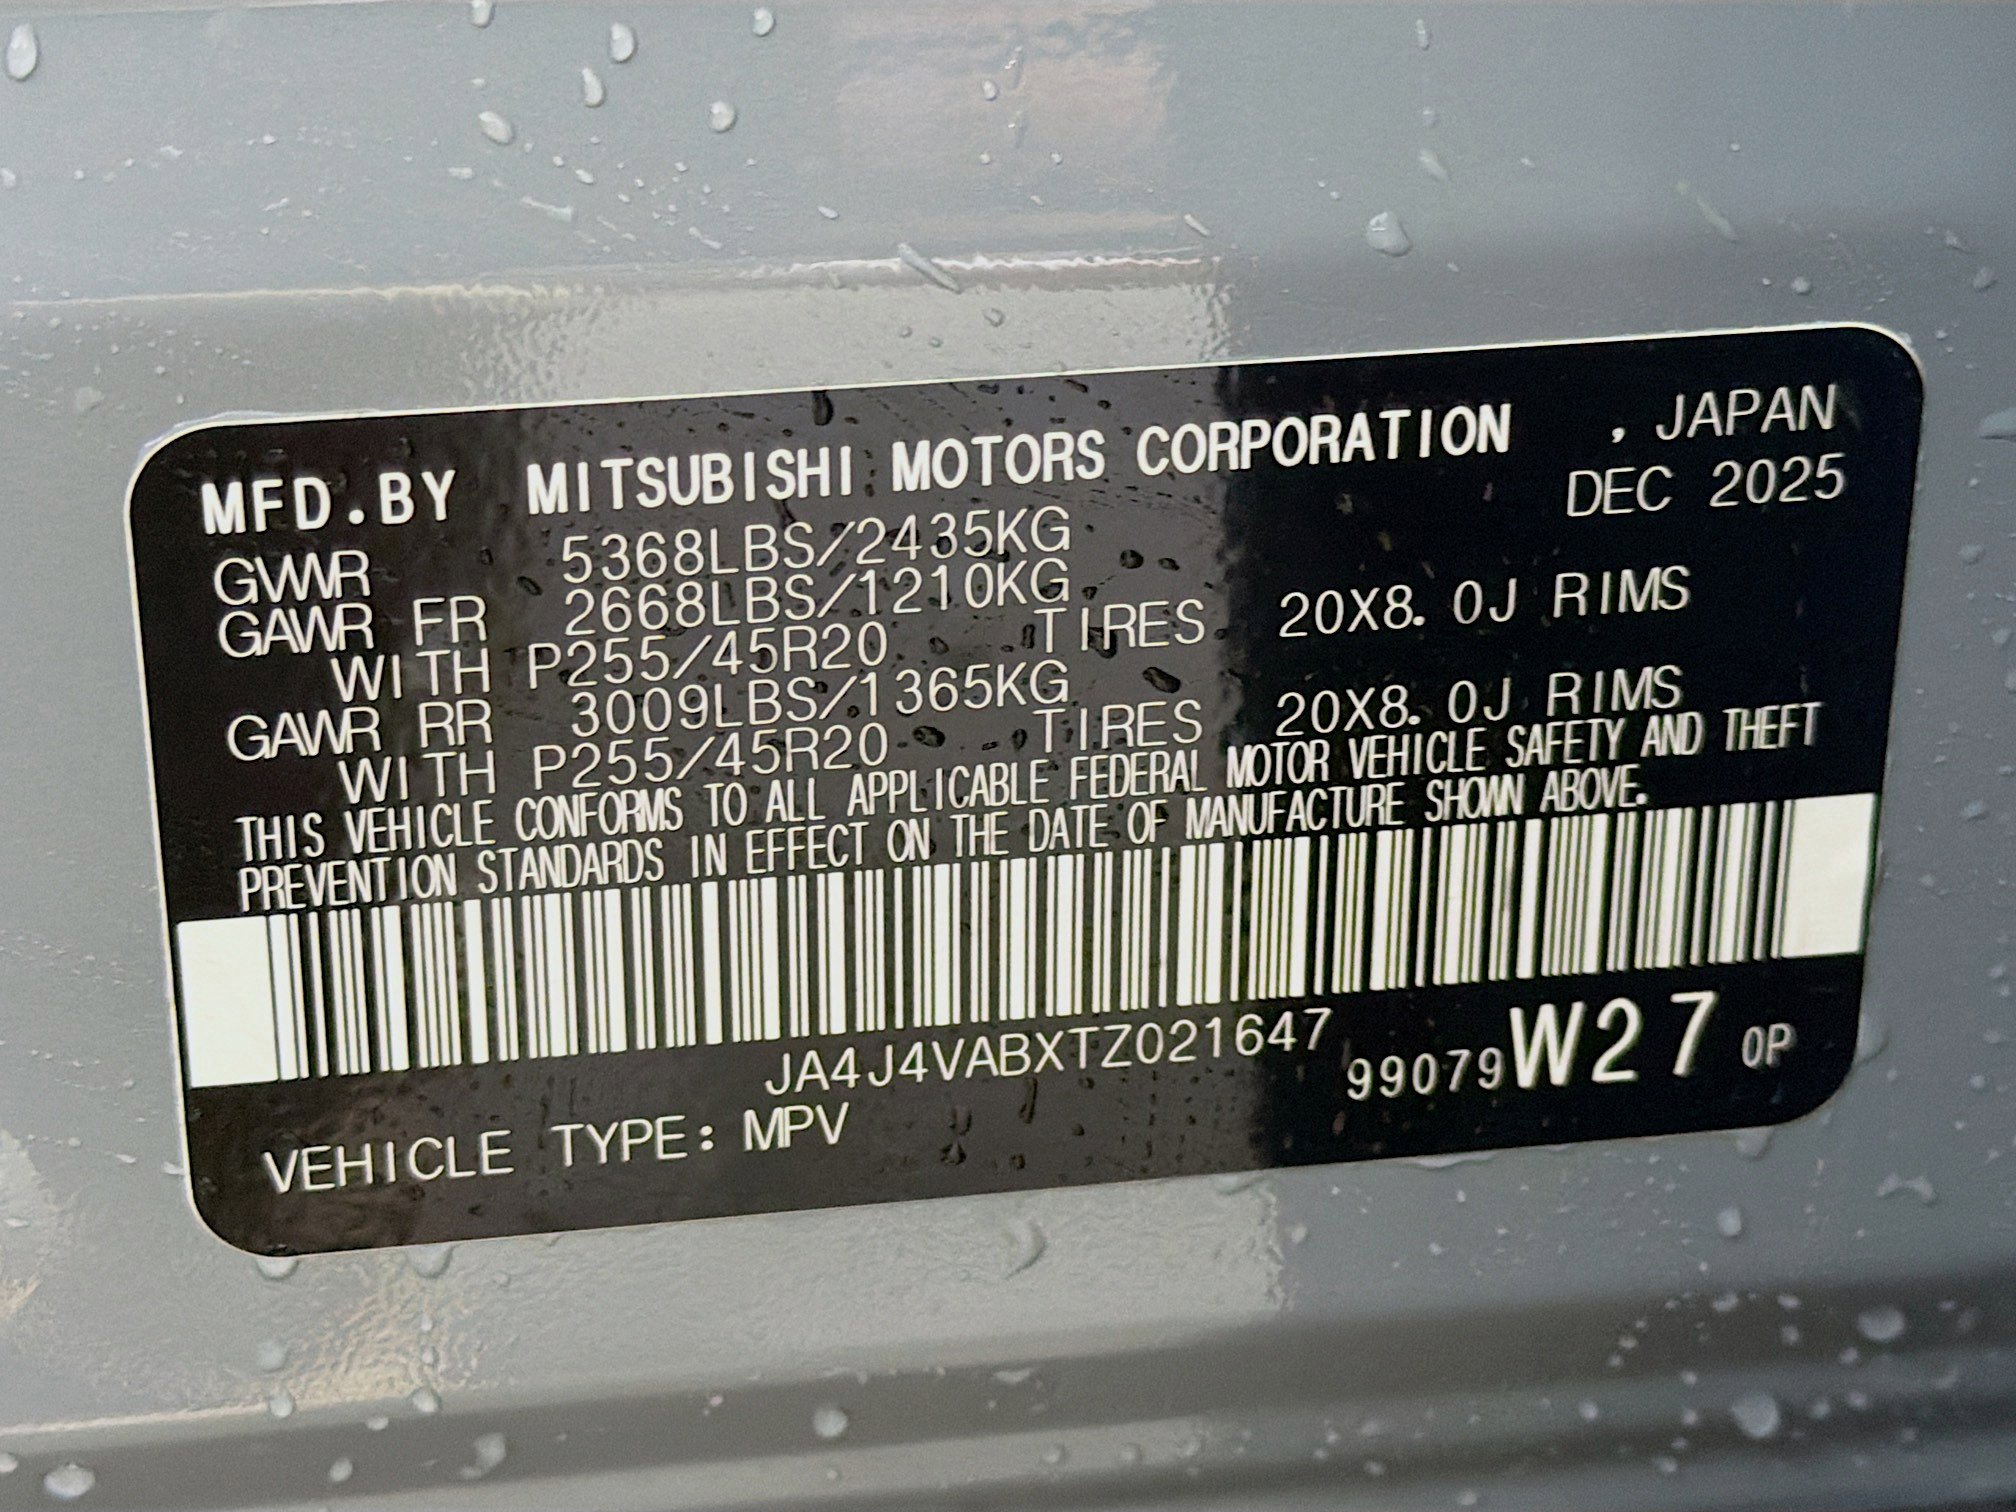 MFD.BY MITSUBISHI MOTORS CORPORATION , JAPAN
DEC 2025
GVWR 5368LBS/2435KG
GAWR FR 2668LBS/1210KG
WITH P255/45R20 TIRES 20X8.0J RIMS
GAWR RR 3009LBS/1365KG
WITH P255/45R20 TIRES 20X8.0J RIMS
THIS VEHICLE CONFORMS TO ALL APPLICABLE FEDERAL MOTOR VEHICLE SAFETY AND THEFT
PREVENTION STANDARDS IN EFFECT ON THE DATE OF MANUFACTURE SHOWN ABOVE.
JA4J4VABXTZ021647
99079W27 0P
VEHICLE TYPE: MPV